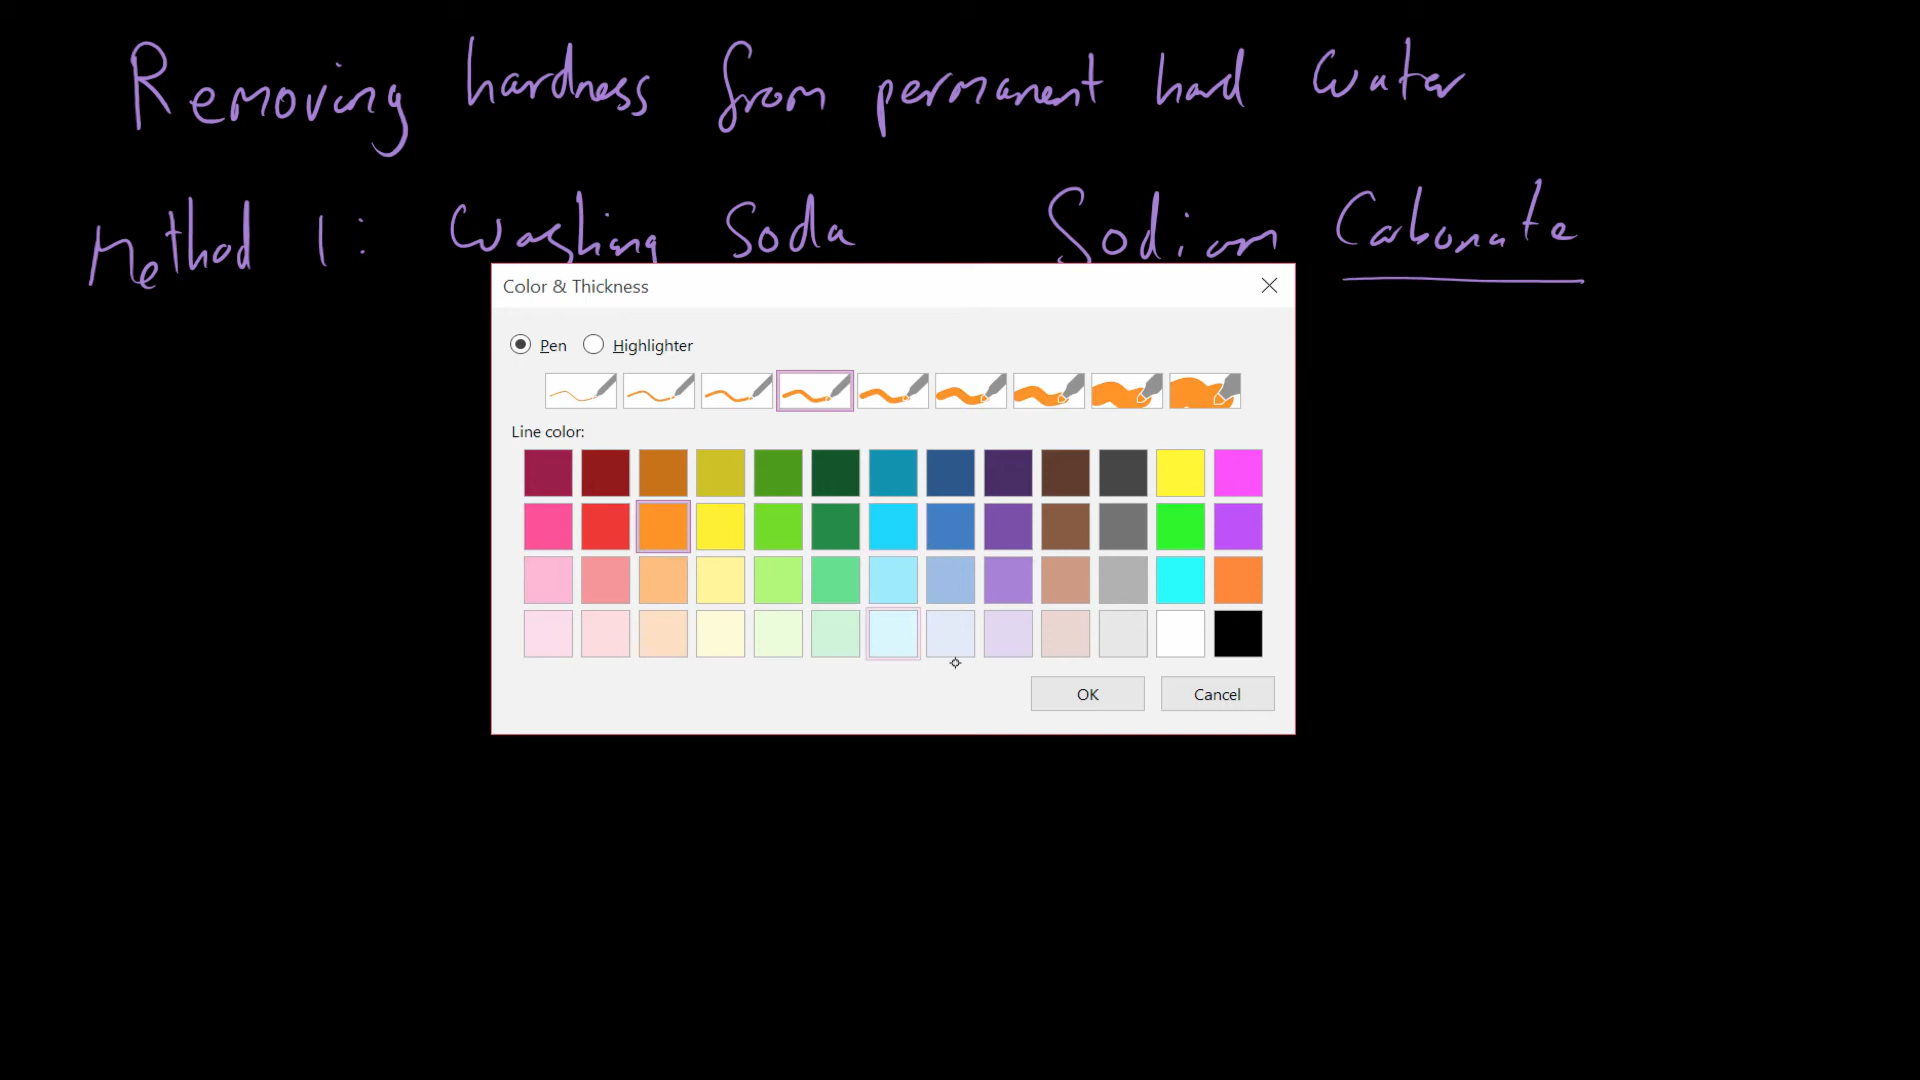 Removing hardness from permanent hard water
Method 1: Washing Soda Sodium Carbonate
Color & Thickness
Pen Highlighter
Line color:
OK Cancel